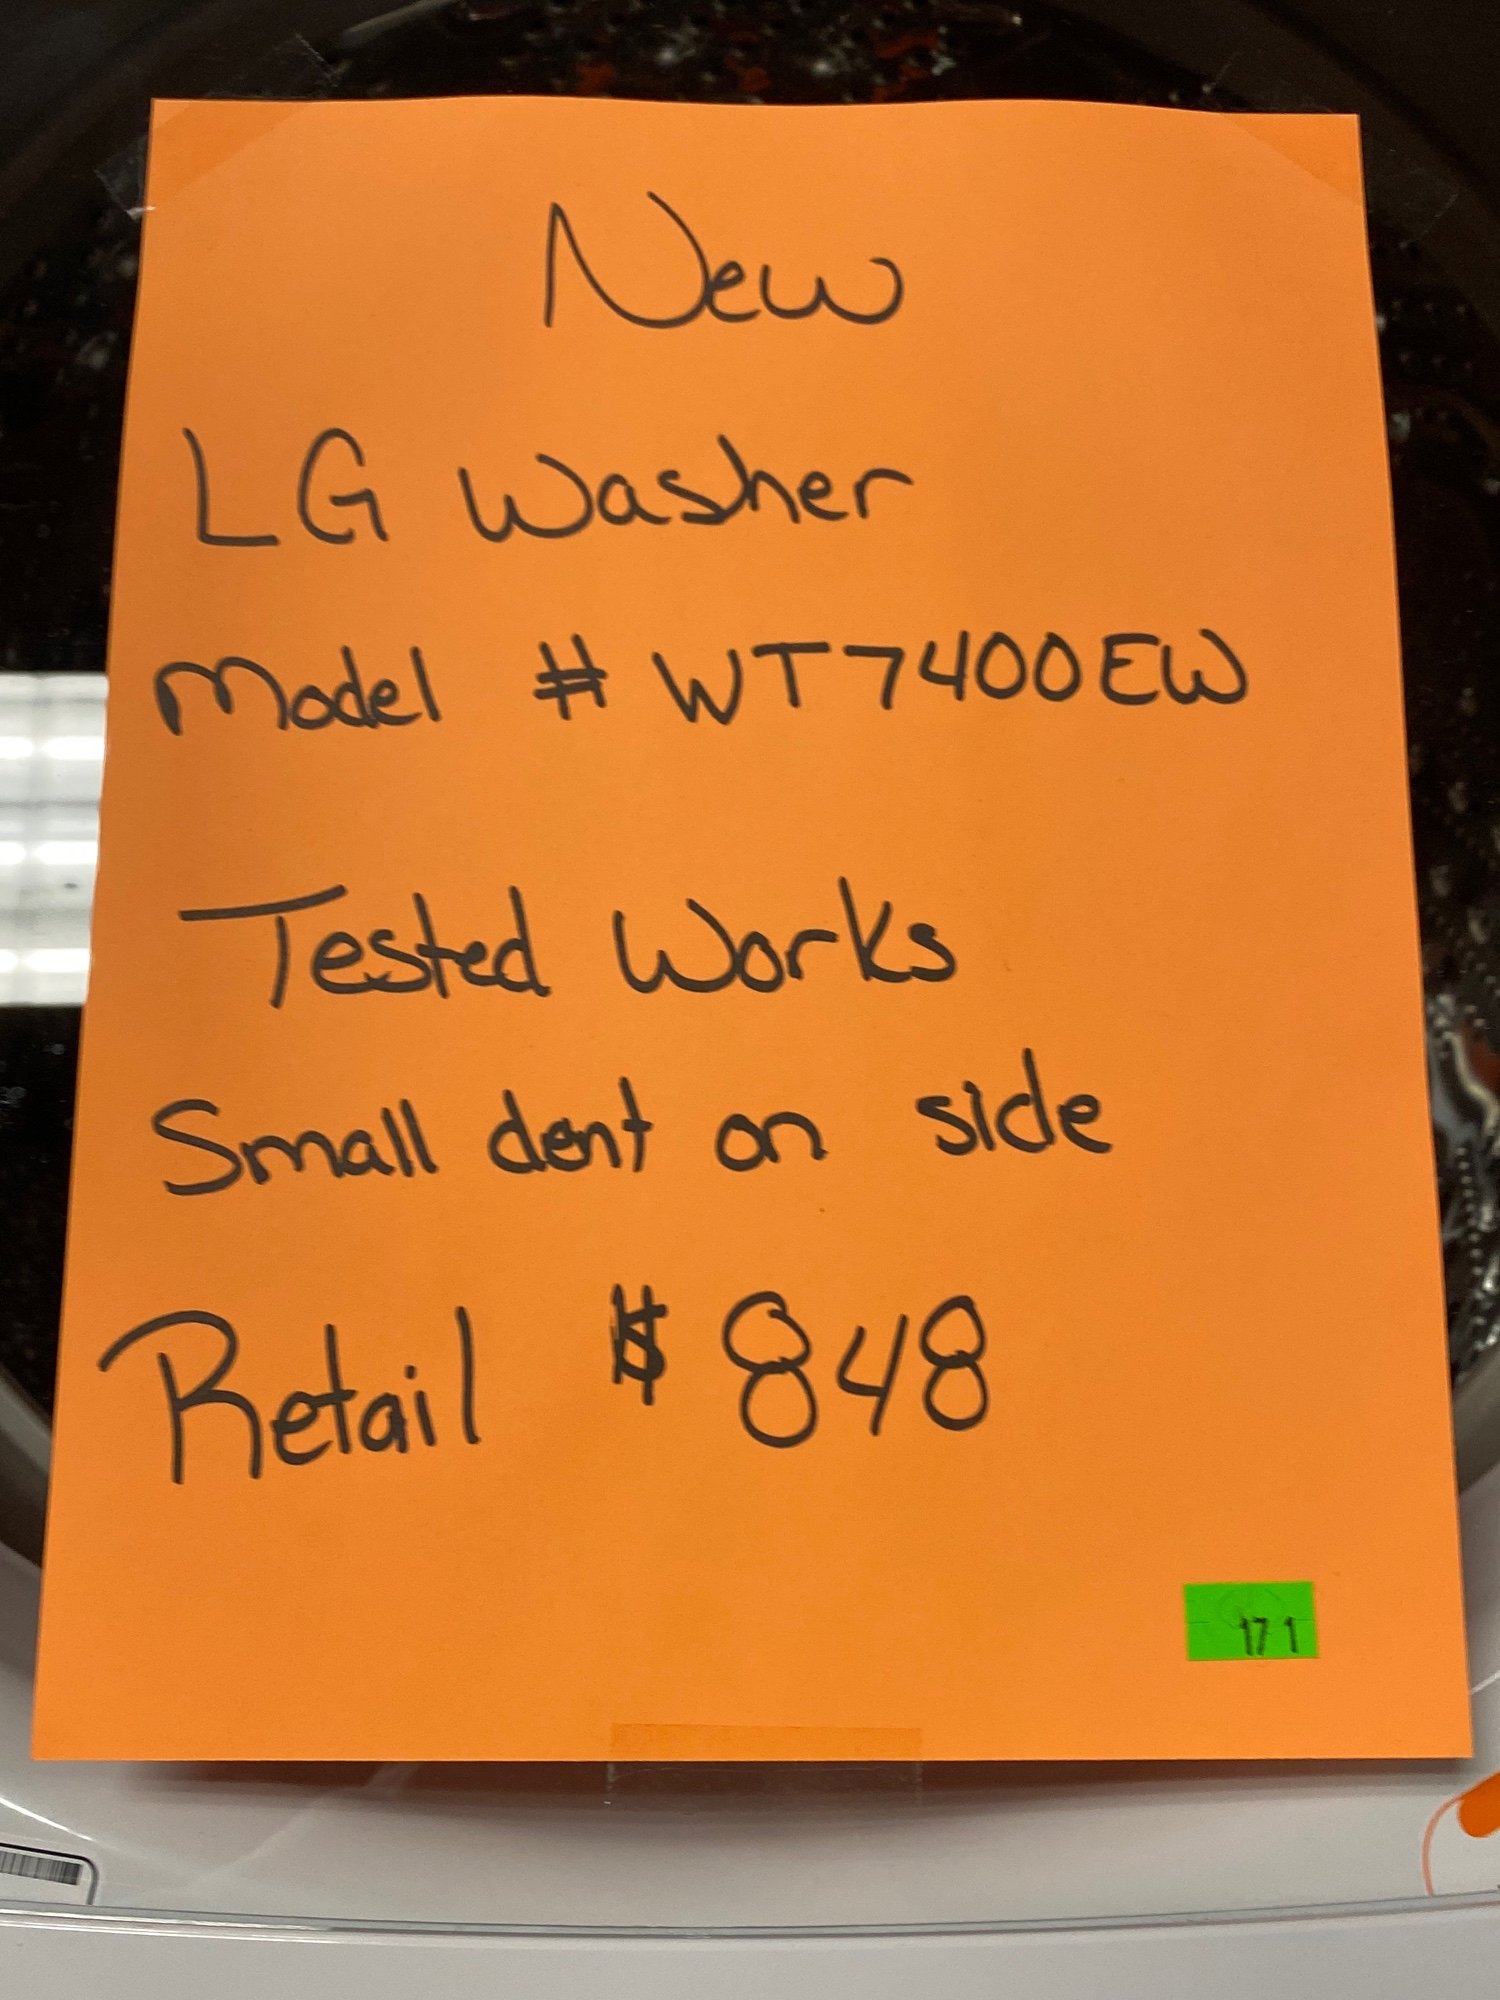 New
LG Washer
Model # WT7400EW
Tested Works
Small dent on side
Retail $ 848
171